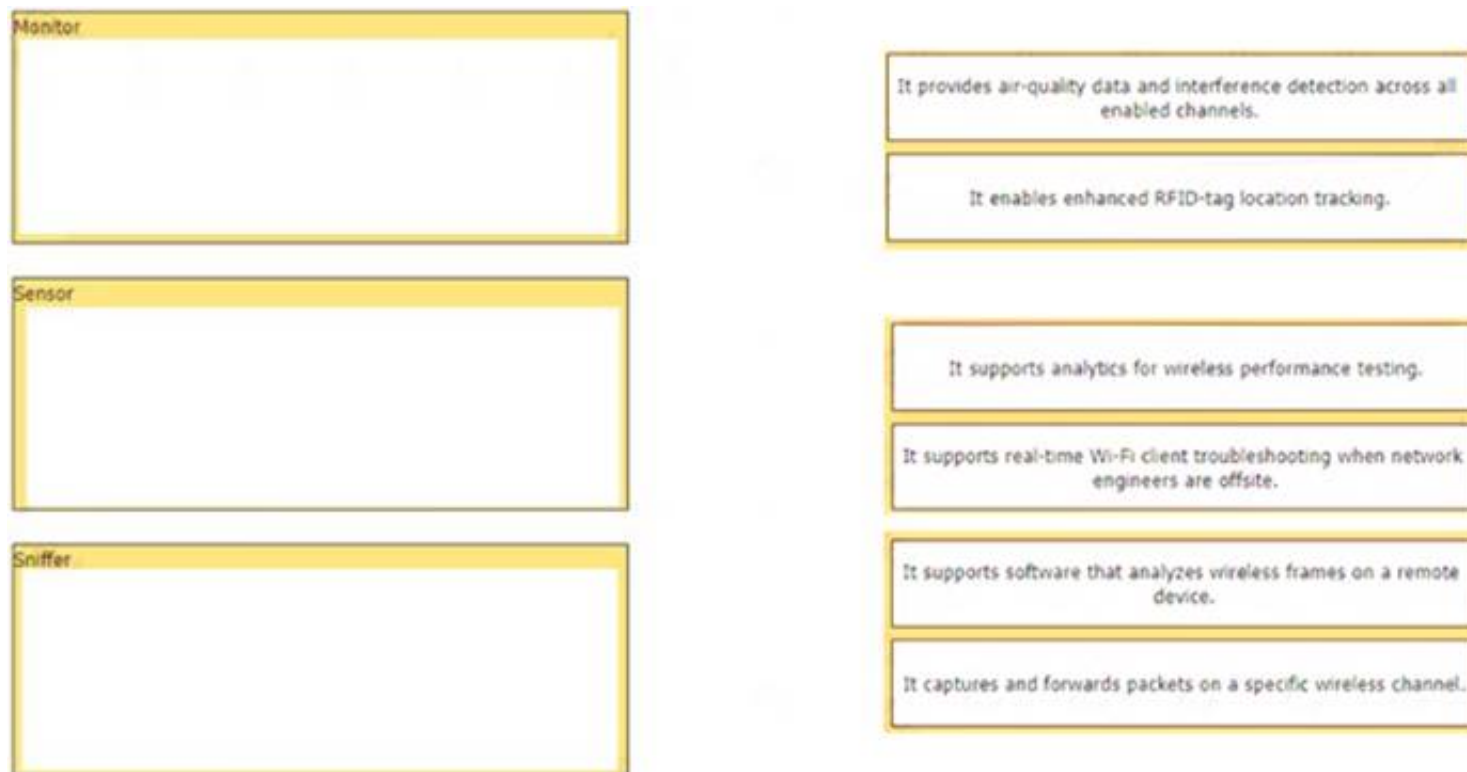 Monitor
It provides air-quality data and interference detection across all
enabled channels.
It enables enhanced RFID-tag location tracking.
Sensor
It supports analytics for wireless performance testing.
It supports real-time Wi-Fi client troubleshooting when network
engineers are offsite.
Sniffer
It supports software that analyzes wireless frames on a remote
device.
It captures and forwards packets on a specific wireless channel.